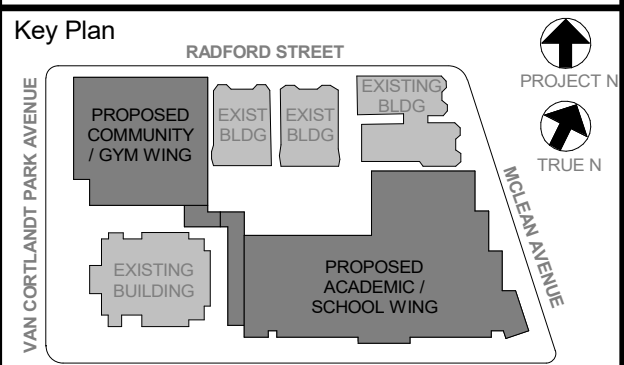 Key Plan
RADFORD STREET
PROJECT N
TRUE N
VAN CORTLANDT PARK AVENUE
PROPOSED
COMMUNITY
/ GYM WING
EXIST
BLDG
EXIST
BLDG
EXISTING
BLDG
MCLEAN AVENUE
EXISTING
BUILDING
PROPOSED
ACADEMIC /
SCHOOL WING